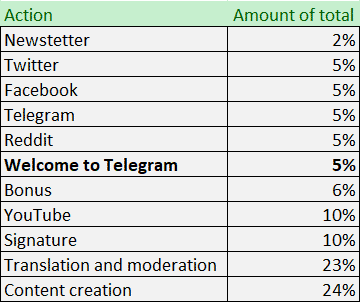 Action Amount of total
Newstetter 2%
Twitter 5%
Facebook 5%
Telegram 5%
Reddit 5%
Welcome to Telegram 5%
Bonus 6%
YouTube 10%
Signature 10%
Translation and moderation 23%
Content creation 24%